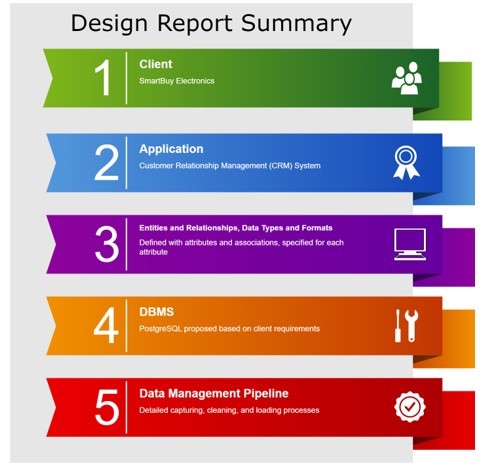 Design Report Summary
1
Client
SmartBuy Electronics
2
Application
Customer Relationship Management (CRM) System
3
Entities and Relationships, Data Types and Formats
Defined with attributes and associations, specified for each
attribute
4
DBMS
PostgreSQL proposed based on client requirements
5
Data Management Pipeline
Detailed capturing, cleaning, and loading processes